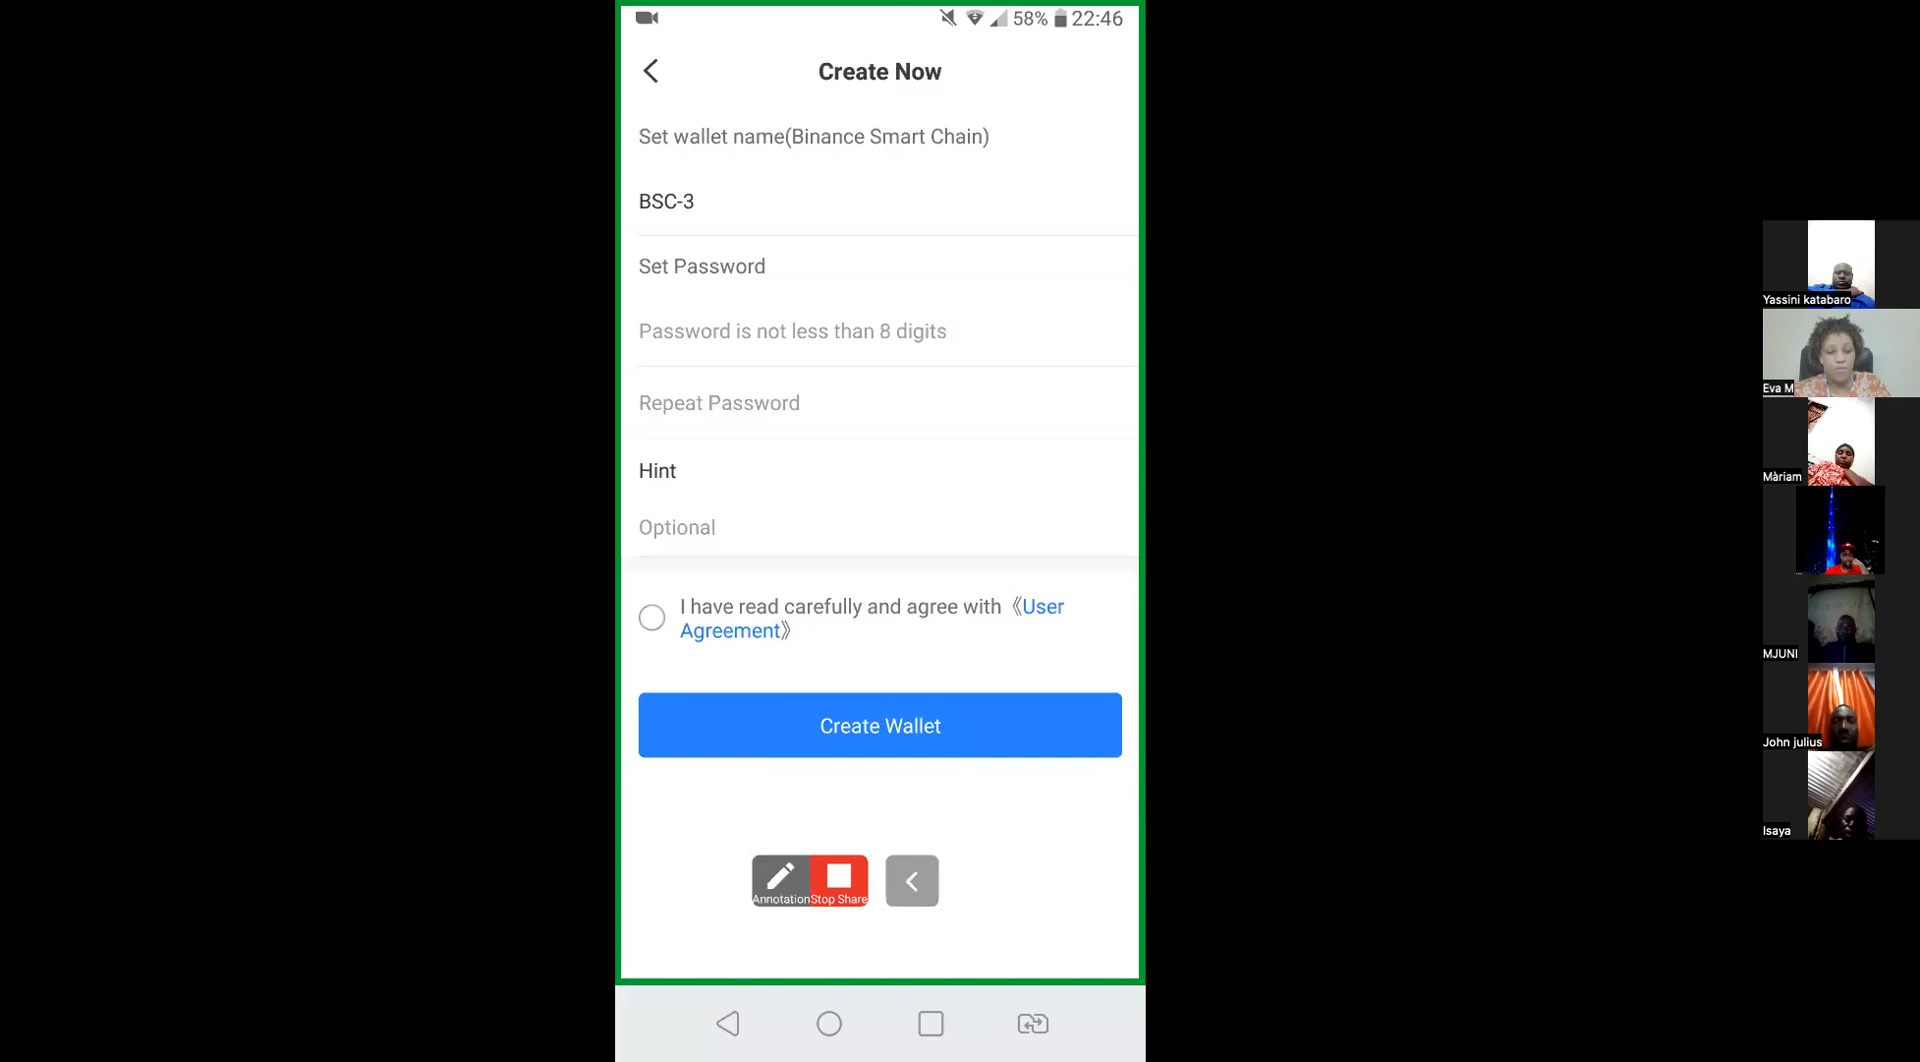 58% 22:46
Create Now
Set wallet name(Binance Smart Chain)
BSC-3
Set Password
Password is not less than 8 digits
Repeat Password
Hint
Optional
I have read carefully and agree with《User
Agreement》
Create Wallet
Annotation Stop Share
Yassini katabaro
Eva M
Màriam
MJUNI
John julius
Isaya